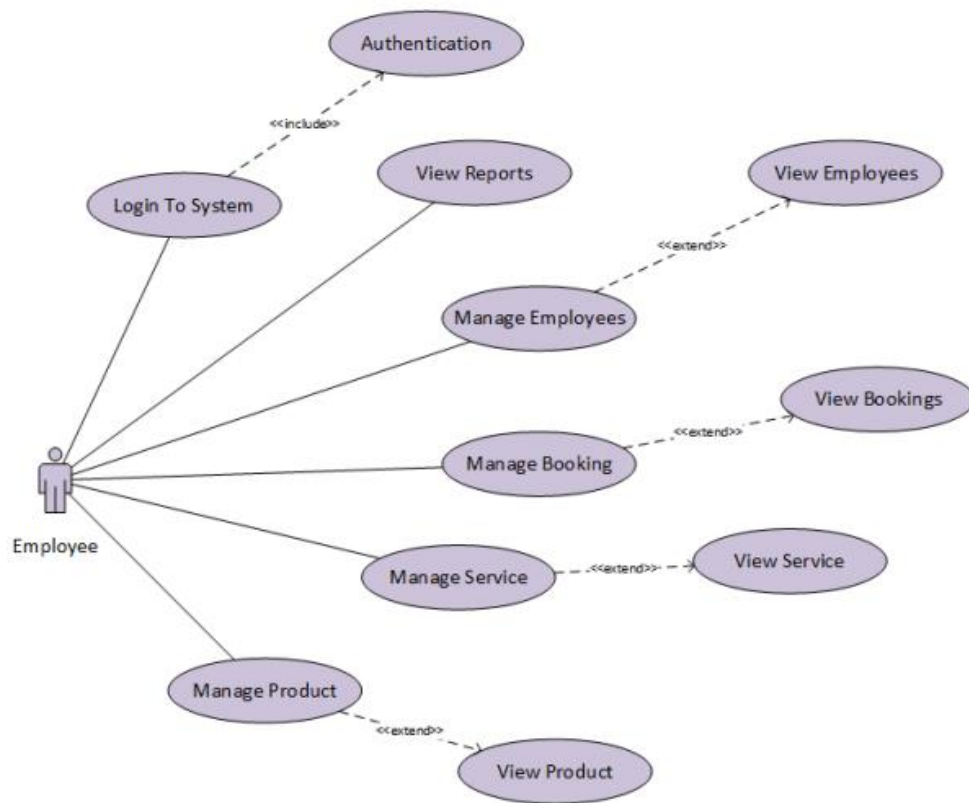 Authentication
<<include>>
Login To System
View Reports
View Employees
<<extend>>
Manage Employees
View Bookings
<<extend>>
Manage Booking
Employee
Manage Service
<<extend>>
View Service
Manage Product
<<extend>>
View Product